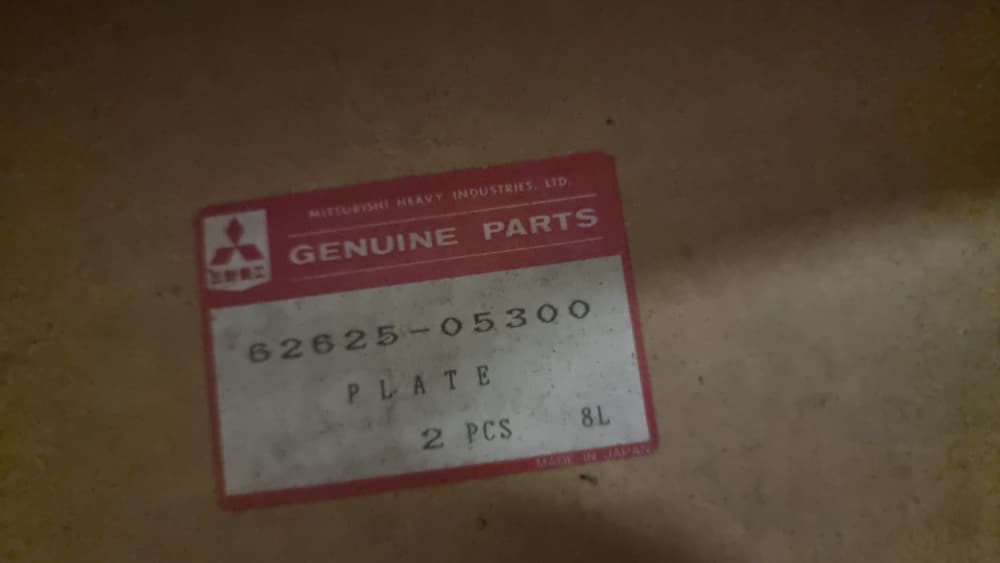 MITSUBISHI HEAVY INDUSTRIES, LTD.
GENUINE PARTS
62625-05300
PLATE
2 PCS 8L
MADE IN JAPAN